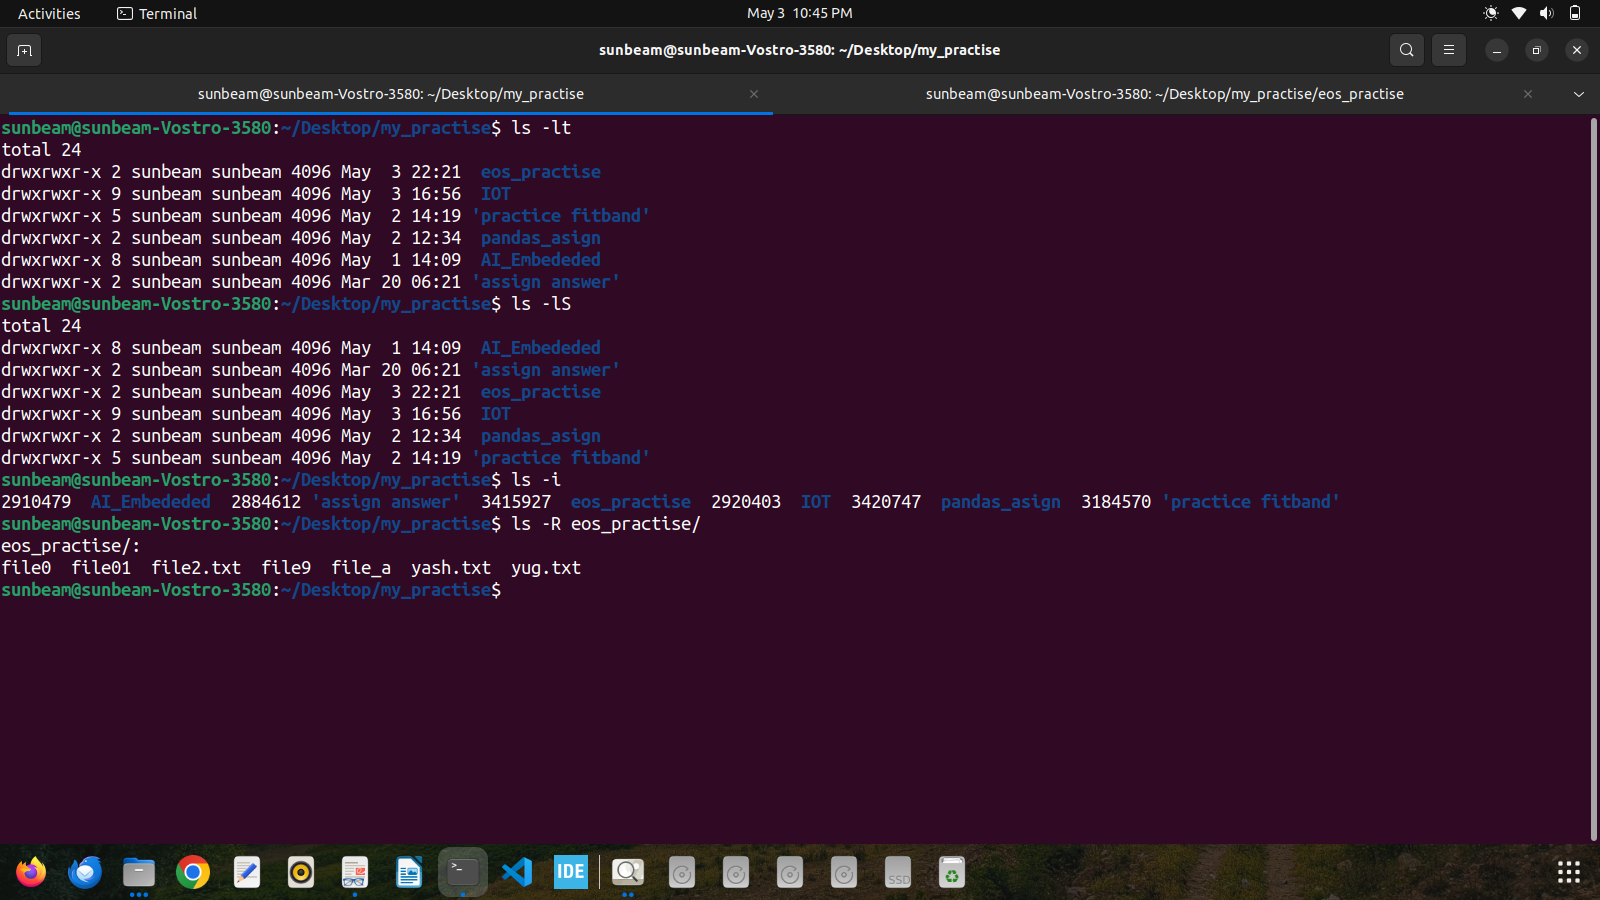 Activities Terminal May 3 10:45 PM
sunbeam@sunbeam-Vostro-3580: ~/Desktop/my_practise
sunbeam@sunbeam-Vostro-3580: ~/Desktop/my_practise sunbeam@sunbeam-Vostro-3580: ~/Desktop/my_practise/eos_practise
sunbeam@sunbeam-Vostro-3580:~/Desktop/my_practise$ ls -lt
total 24
drwxrwxr-x 2 sunbeam sunbeam 4096 May  3 22:21  eos_practise
drwxrwxr-x 9 sunbeam sunbeam 4096 May  3 16:56  IOT
drwxrwxr-x 5 sunbeam sunbeam 4096 May  2 14:19 'practice fitband'
drwxrwxr-x 2 sunbeam sunbeam 4096 May  2 12:34  pandas_asign
drwxrwxr-x 8 sunbeam sunbeam 4096 May  1 14:09  AI_Embededed
drwxrwxr-x 2 sunbeam sunbeam 4096 Mar 20 06:21 'assign answer'
sunbeam@sunbeam-Vostro-3580:~/Desktop/my_practise$ ls -lS
total 24
drwxrwxr-x 8 sunbeam sunbeam 4096 May  1 14:09  AI_Embededed
drwxrwxr-x 2 sunbeam sunbeam 4096 Mar 20 06:21 'assign answer'
drwxrwxr-x 2 sunbeam sunbeam 4096 May  3 22:21  eos_practise
drwxrwxr-x 9 sunbeam sunbeam 4096 May  3 16:56  IOT
drwxrwxr-x 2 sunbeam sunbeam 4096 May  2 12:34  pandas_asign
drwxrwxr-x 5 sunbeam sunbeam 4096 May  2 14:19 'practice fitband'
sunbeam@sunbeam-Vostro-3580:~/Desktop/my_practise$ ls -i
2910479  AI_Embededed  2884612 'assign answer'  3415927  eos_practise  2920403  IOT  3420747  pandas_asign  3184570 'practice fitband'
sunbeam@sunbeam-Vostro-3580:~/Desktop/my_practise$ ls -R eos_practise/
eos_practise/:
file0  file01  file2.txt  file9  file_a  yash.txt  yug.txt
sunbeam@sunbeam-Vostro-3580:~/Desktop/my_practise$
IDE SSD